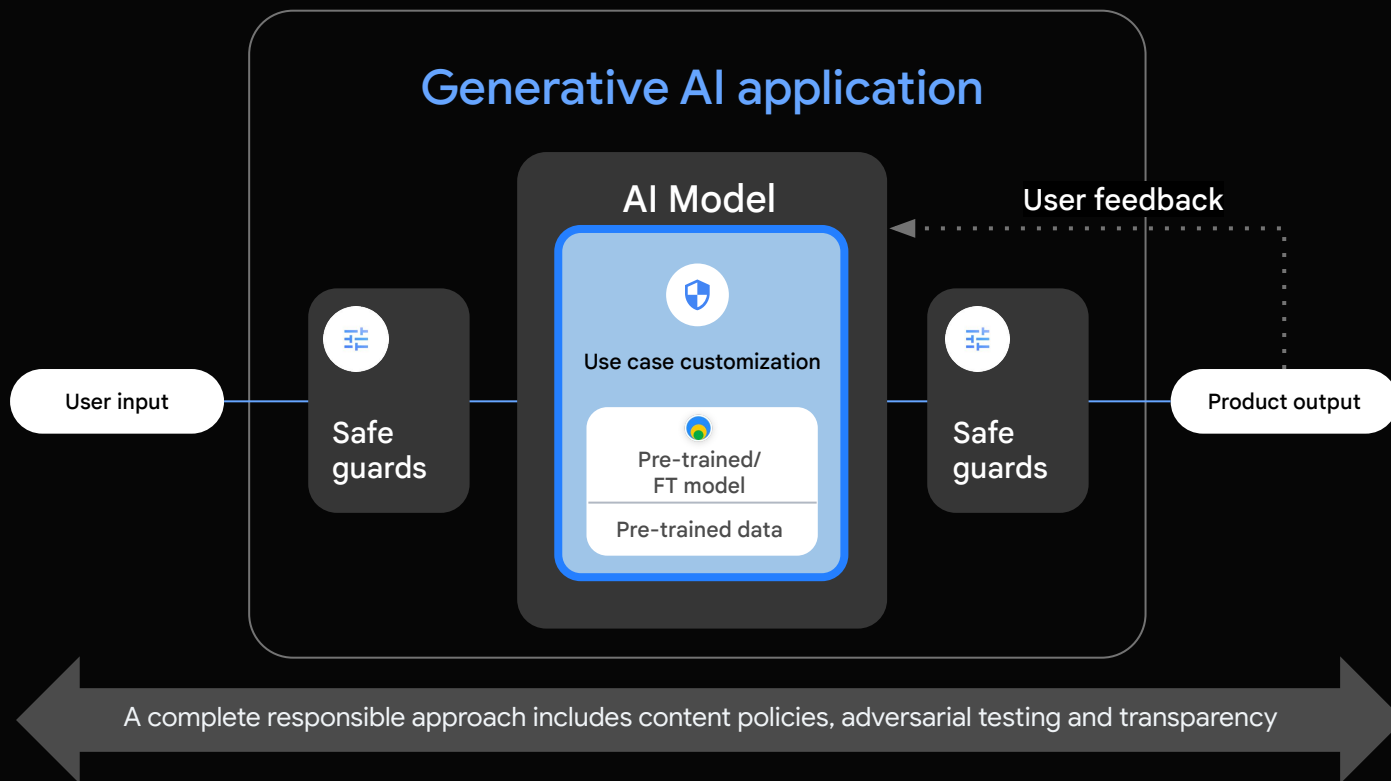 Generative AI application
AI Model
User feedback
Use case customization
User input
Safe
guards
Pre-trained/
FT model
Pre-trained data
Safe
guards
Product output
A complete responsible approach includes content policies, adversarial testing and transparency